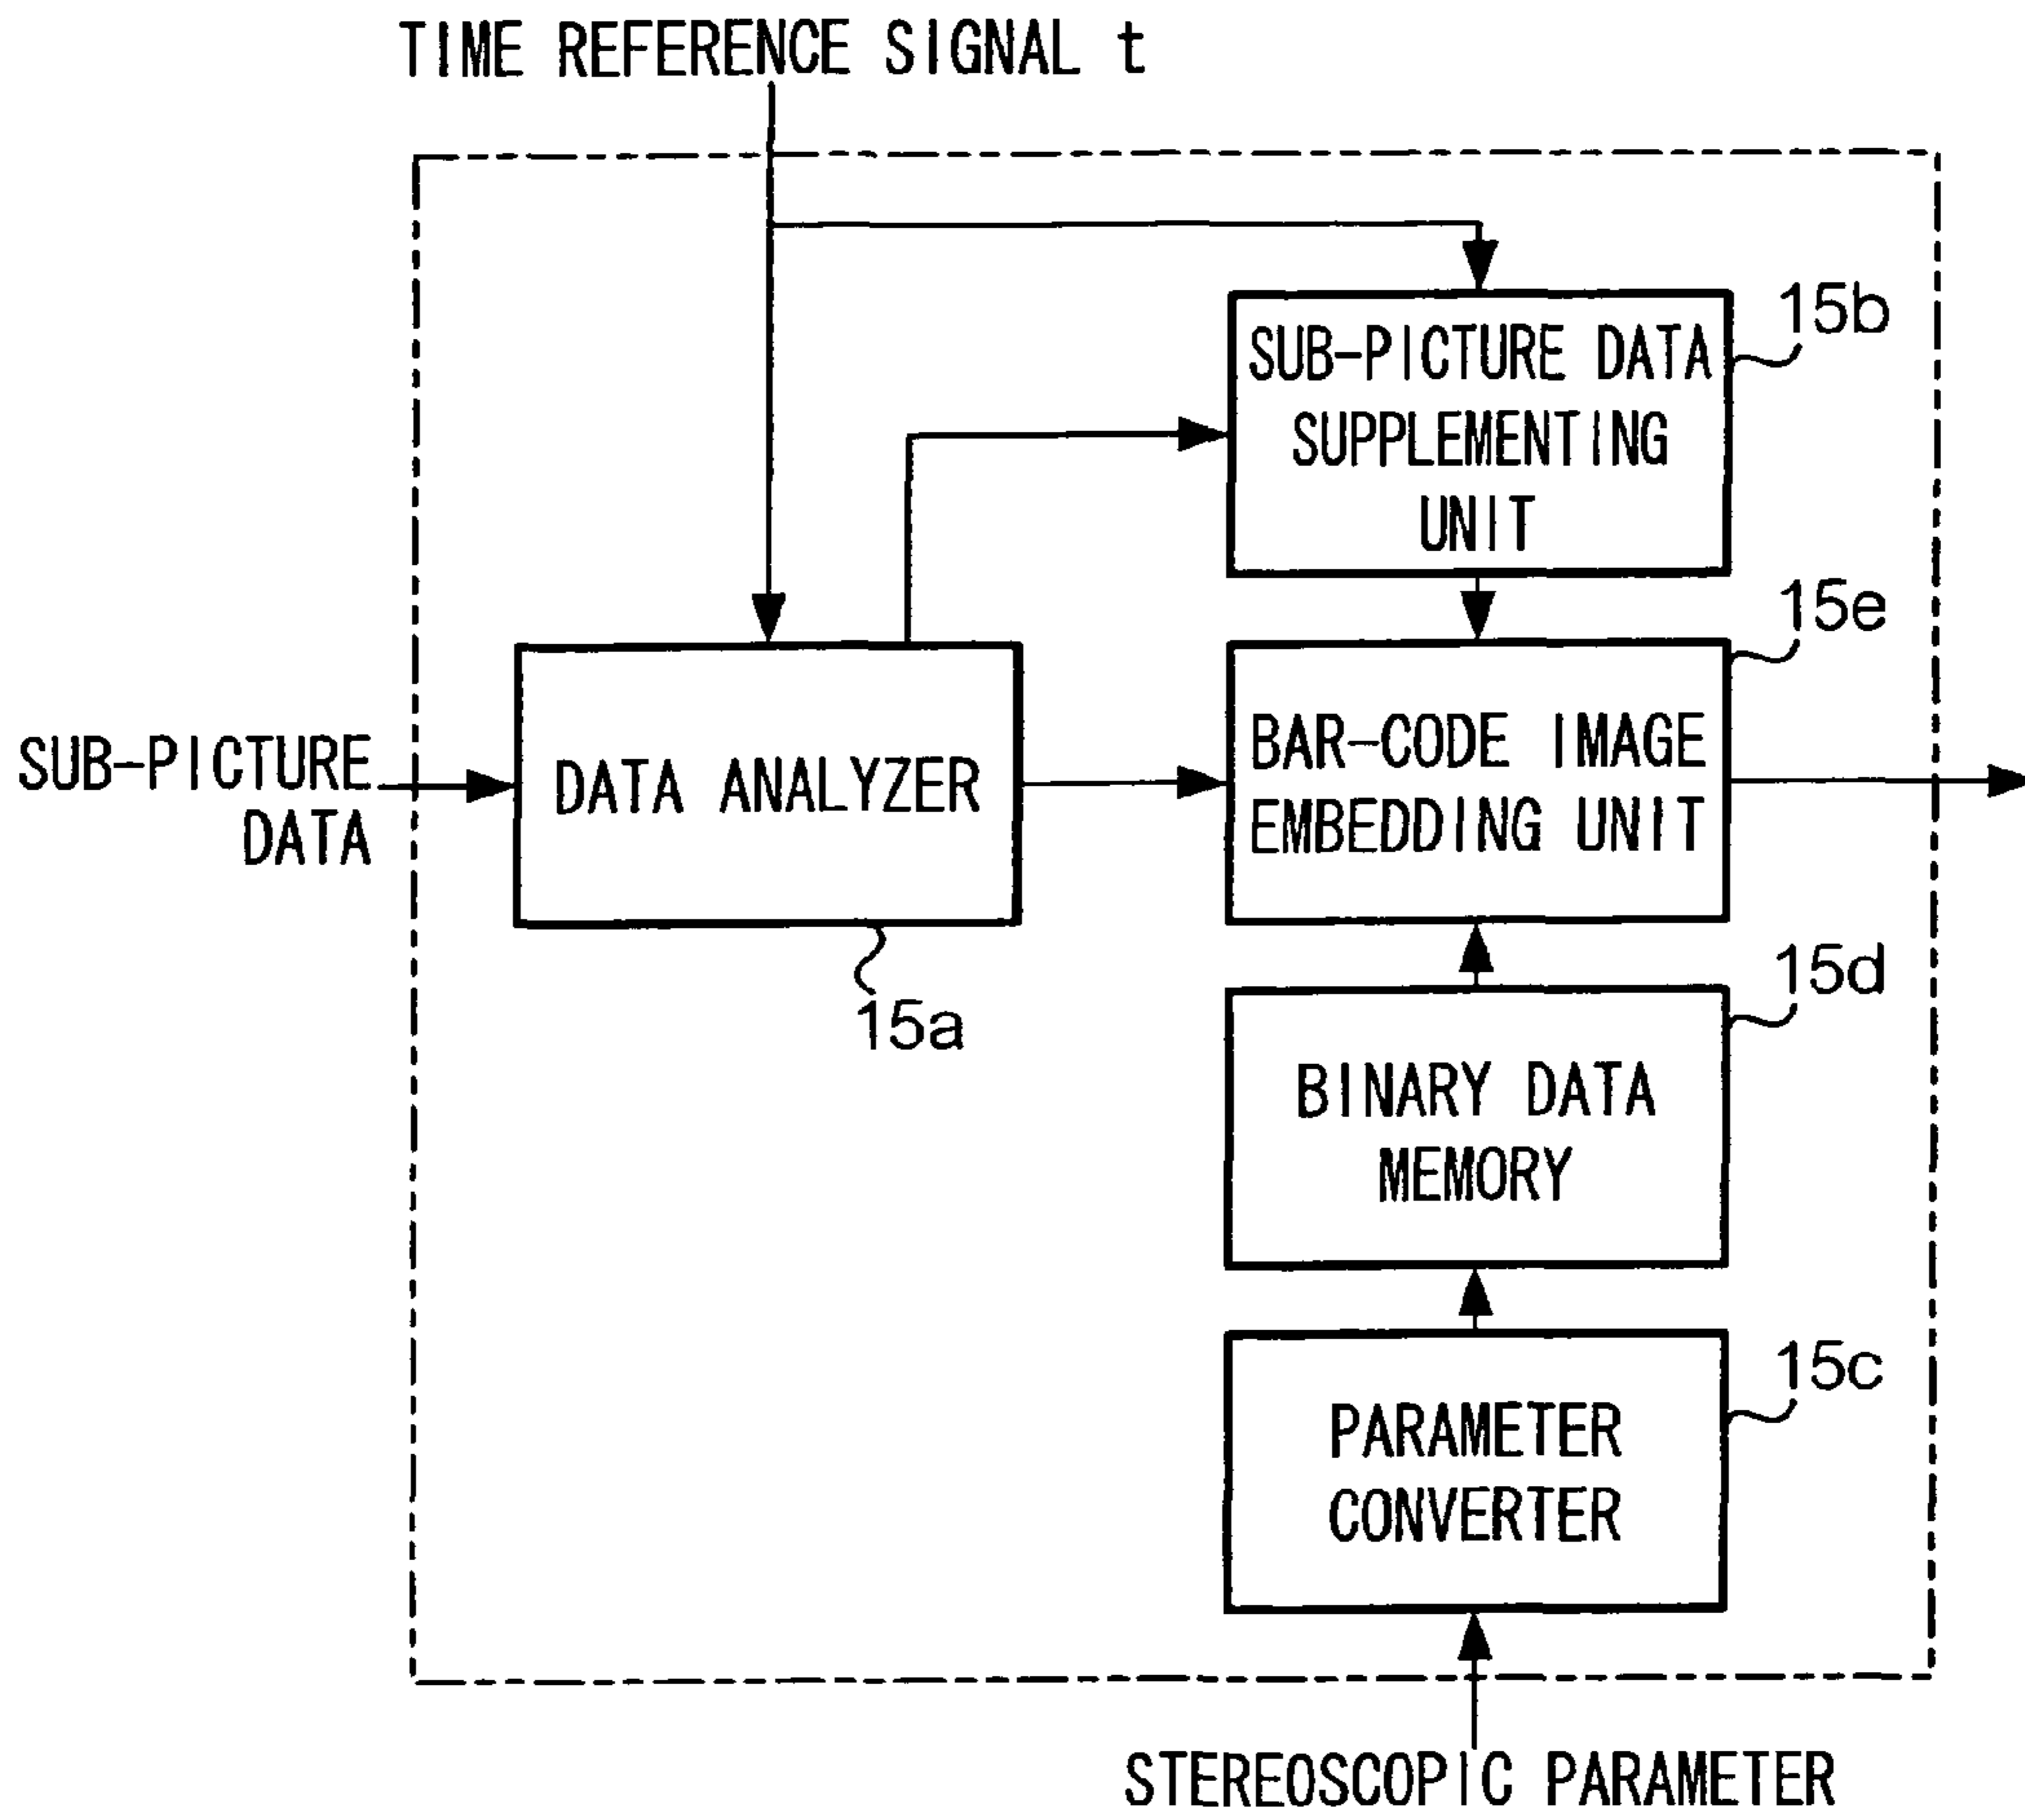 TIME REFERENCE SIGNAL t
15b
SUB-PICTURE DATA
SUPPLEMENTING
UNIT
15e
SUB-PICTURE
DATA
DATA ANALYZER
BAR-CODE IMAGE
EMBEDDING UNIT
15a
15d
BINARY DATA
MEMORY
15c
PARAMETER
CONVERTER
STEREOSCOPIC PARAMETER